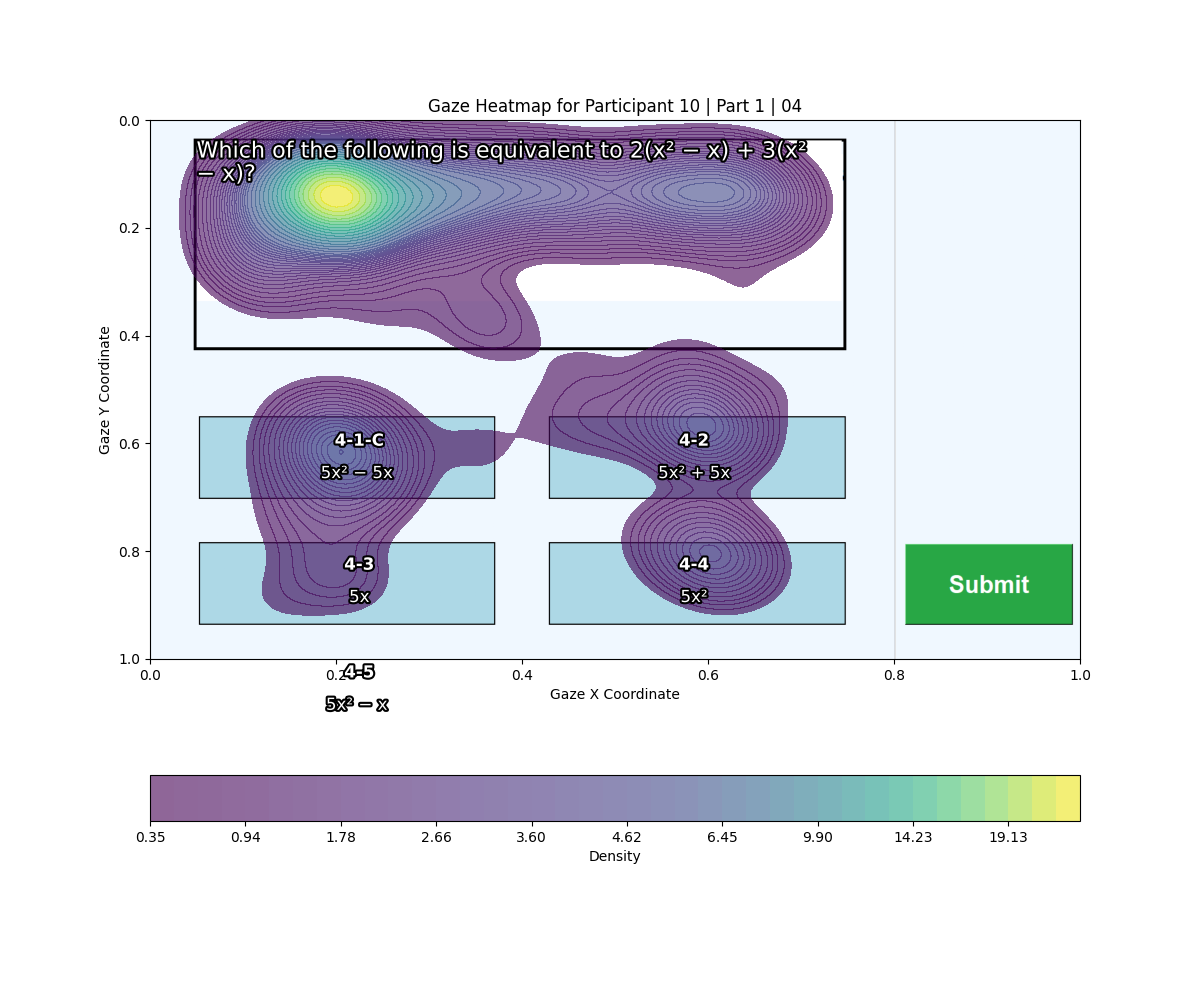 Gaze Heatmap for Participant 10 | Part 1 | 04
0.0
0.2
0.4
0.6
0.8
1.0
Gaze Y Coordinate
Which of the following is equivalent to 2(x² − x) + 3(x²
− x)?
4-1-C
5x² − 5x
4-2
5x² + 5x
4-3
5x
4-4
5x²
Submit
0.0 0.2 0.4 0.6 0.8 1.0
4-5
Gaze X Coordinate
5x² − x
0.35 0.94 1.78 2.66 3.60 4.62 6.45 9.90 14.23 19.13
Density